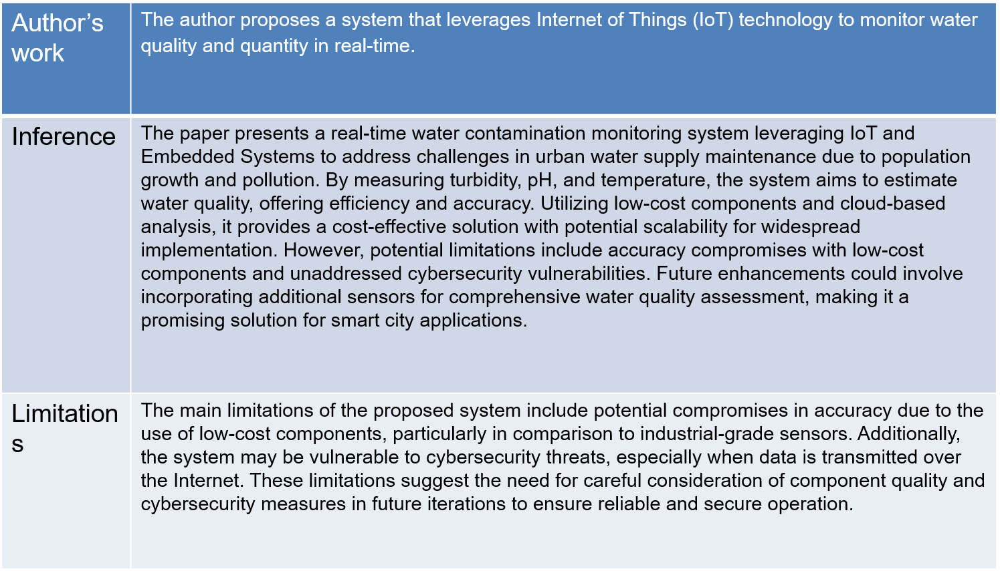 Author's
work
The author proposes a system that leverages Internet of Things (IoT) technology to monitor water
quality and quantity in real-time.
Inference
The paper presents a real-time water contamination monitoring system leveraging IoT and
Embedded Systems to address challenges in urban water supply maintenance due to population
growth and pollution. By measuring turbidity, pH, and temperature, the system aims to estimate
water quality, offering efficiency and accuracy. Utilizing low-cost components and cloud-based
analysis, it provides a cost-effective solution with potential scalability for widespread
implementation. However, potential limitations include accuracy compromises with low-cost
components and unaddressed cybersecurity vulnerabilities. Future enhancements could involve
incorporating additional sensors for comprehensive water quality assessment, making it a
promising solution for smart city applications.
Limitation
s
The main limitations of the proposed system include potential compromises in accuracy due to the
use of low-cost components, particularly in comparison to industrial-grade sensors. Additionally,
the system may be vulnerable to cybersecurity threats, especially when data is transmitted over
the Internet. These limitations suggest the need for careful consideration of component quality and
cybersecurity measures in future iterations to ensure reliable and secure operation.